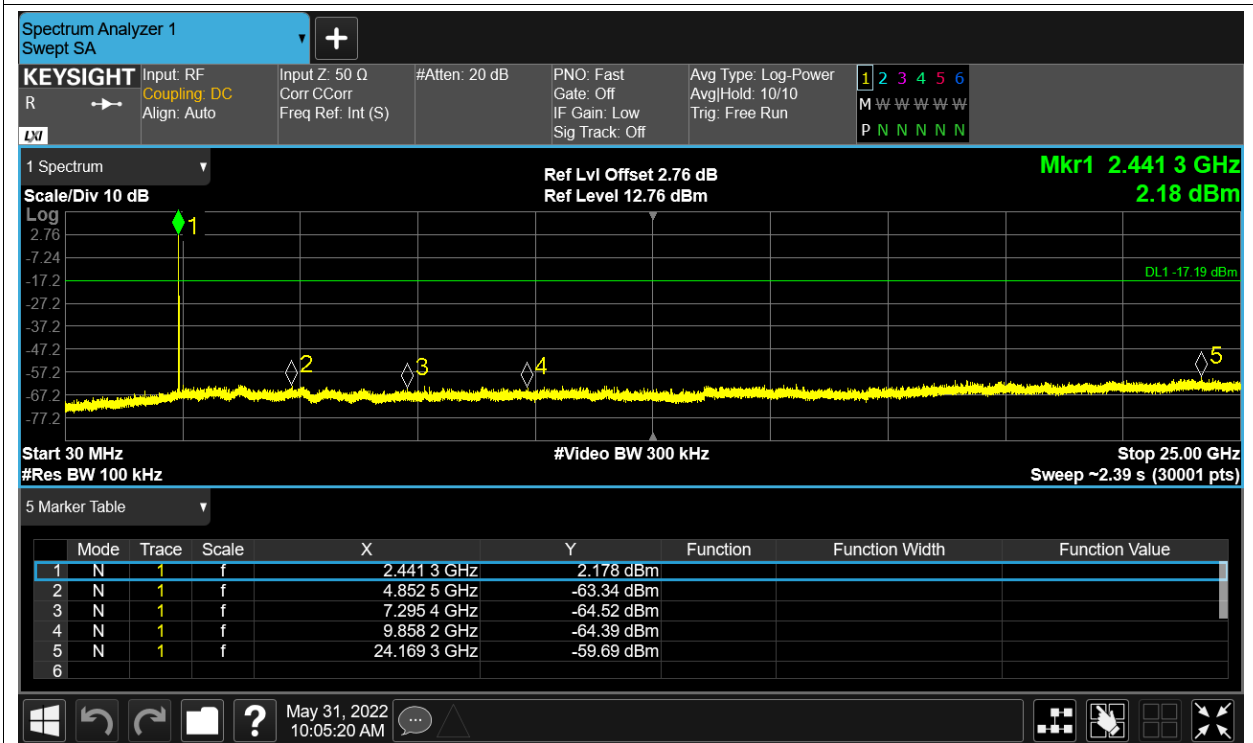 Spectrum Analyzer 1
Swept SA
KEYSIGHT
R
LXI
Input: RF
Coupling: DC
Align: Auto
Input Z: 50 Ω
Corr CCorr
Freq Ref: Int (S)
#Atten: 20 dB
PNO: Fast
Gate: Off
IF Gain: Low
Sig Track: Off
Avg Type: Log-Power
Avg|Hold: 10/10
Trig: Free Run
1 2 3 4 5 6
M W W W W W W
P N N N N N N
1 Spectrum
Scale/Div 10 dB
Ref Lvl Offset 2.76 dB
Ref Level 12.76 dBm
Mkr1 2.441 3 GHz
2.18 dBm
Log
2.76
-7.24
-17.2
-27.2
-37.2
-47.2
-57.2
-67.2
-77.2
1
2
3
4
5
DL1 -17.19 dBm
Start 30 MHz
#Video BW 300 kHz
Stop 25.00 GHz
#Res BW 100 kHz
Sweep ~2.39 s (30001 pts)
5 Marker Table
Mode Trace Scale X Y Function Function Width Function Value
1 N 1 f 2.441 3 GHz 2.178 dBm
2 N 1 f 4.852 5 GHz -63.34 dBm
3 N 1 f 7.295 4 GHz -64.52 dBm
4 N 1 f 9.858 2 GHz -64.39 dBm
5 N 1 f 24.169 3 GHz -59.69 dBm
6
?
May 31, 2022
10:05:20 AM